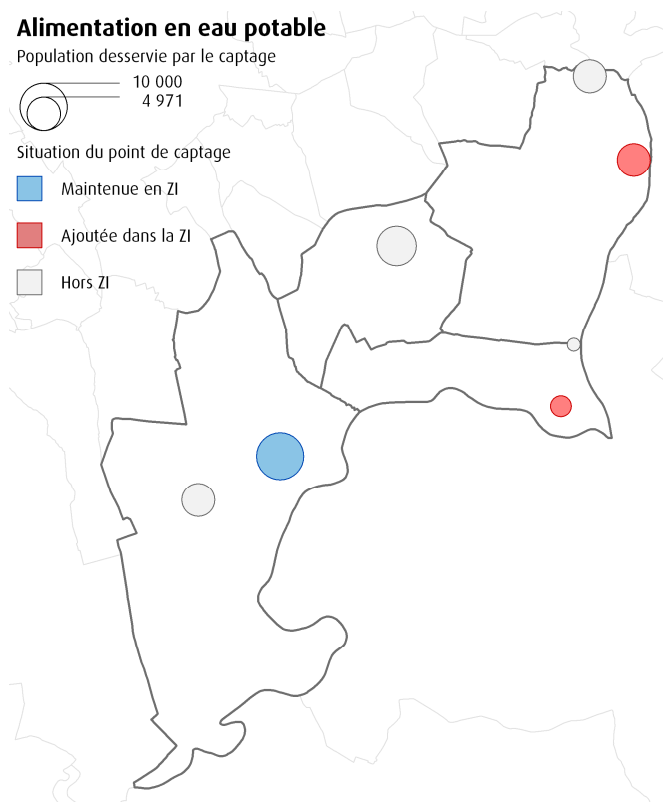 Alimentation en eau potable
Population desservie par le captage
10 000
4 971
Situation du point de captage
Maintenue en ZI
Ajoutée dans la ZI
Hors ZI